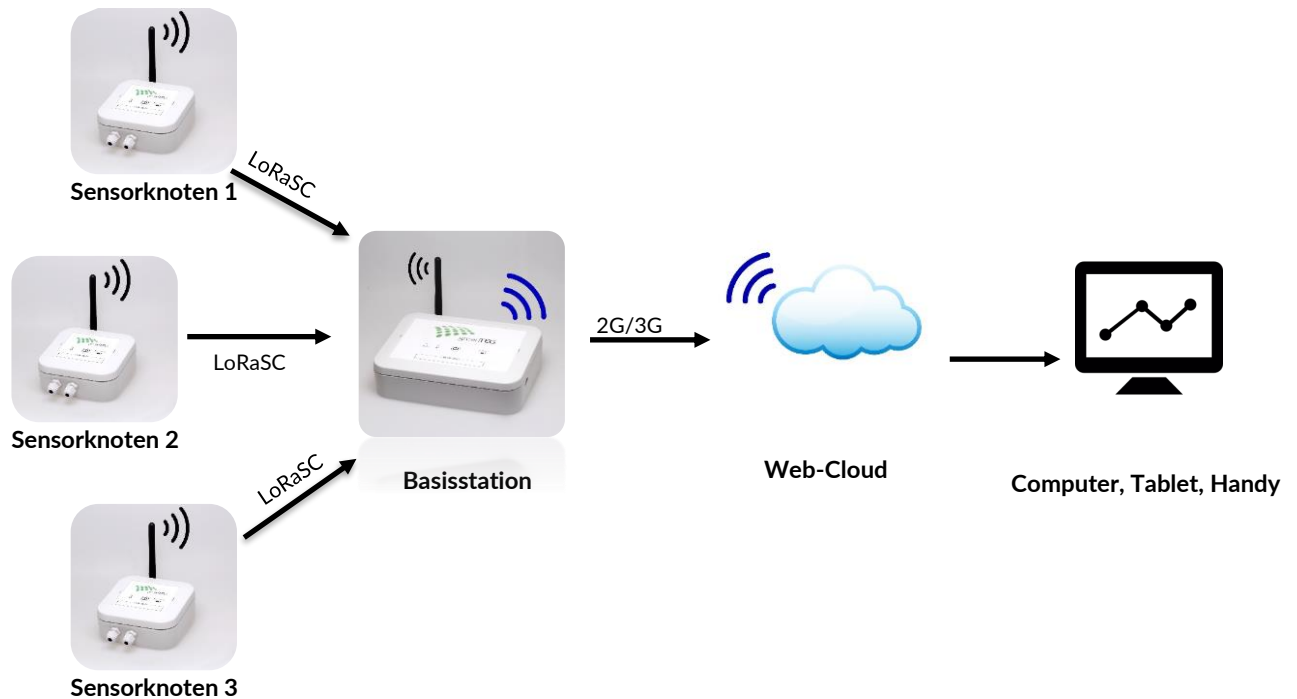 LoRaSC
Sensorknoten 1
LoRaSC
Sensorknoten 2
LoRaSC
Sensorknoten 3
Basisstation
2G/3G
Web-Cloud
Computer, Tablet, Handy